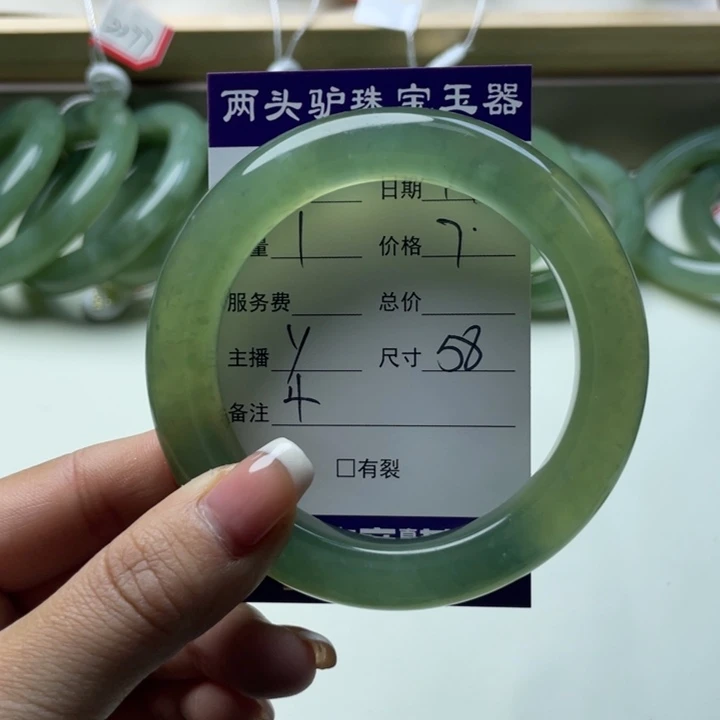 两头驴珠宝玉器
日期
量 1 价格 7.
服务费 总价
主播 y 尺寸 58
备注 4
□有裂